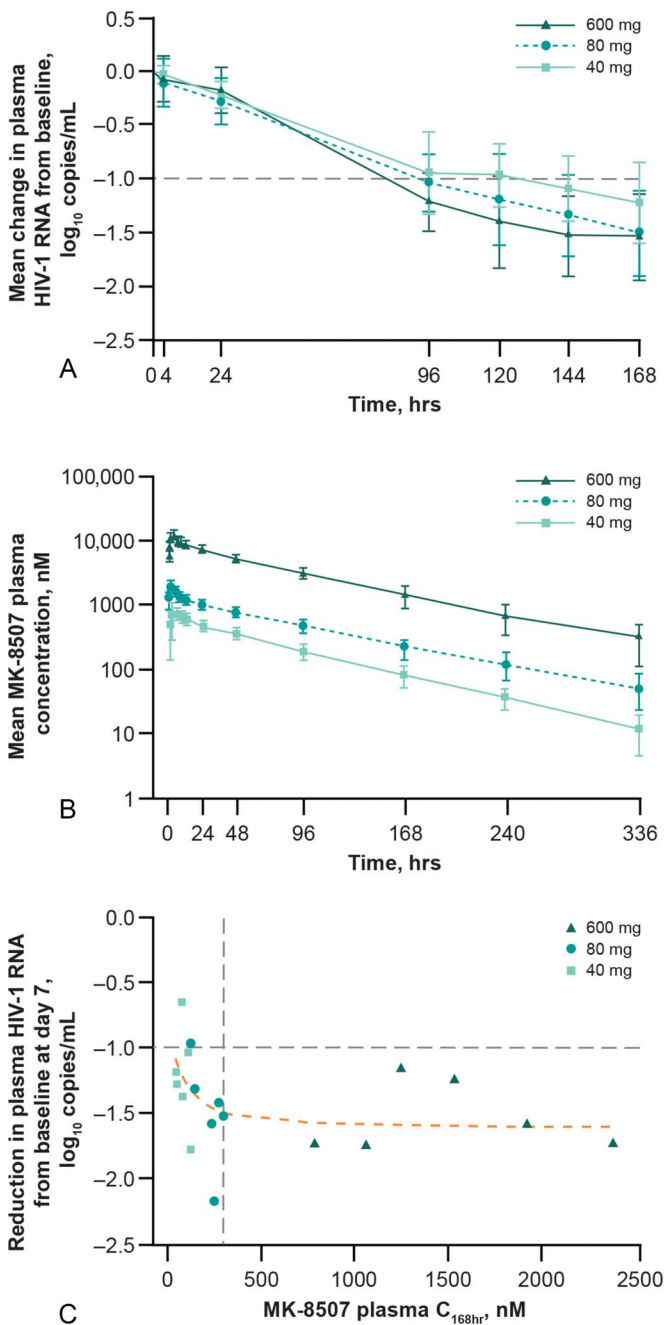 Mean change in plasma
HIV-1 RNA from baseline,
log₁₀ copies/mL
0.5
0.0
–0.5
–1.0
–1.5
–2.0
–2.5
600 mg
80 mg
40 mg
0 4 24 96 120 144 168
Time, hrs
A
Mean MK-8507 plasma
concentration, nM
100,000
10,000
1000
100
10
1
600 mg
80 mg
40 mg
0 24 48 96 168 240 336
Time, hrs
B
Reduction in plasma HIV-1 RNA
from baseline at day 7,
log₁₀ copies/mL
0.0
–0.5
–1.0
–1.5
–2.0
–2.5
600 mg
80 mg
40 mg
0 500 1000 1500 2000 2500
MK-8507 plasma C₁₆₈ₕᵣ, nM
C